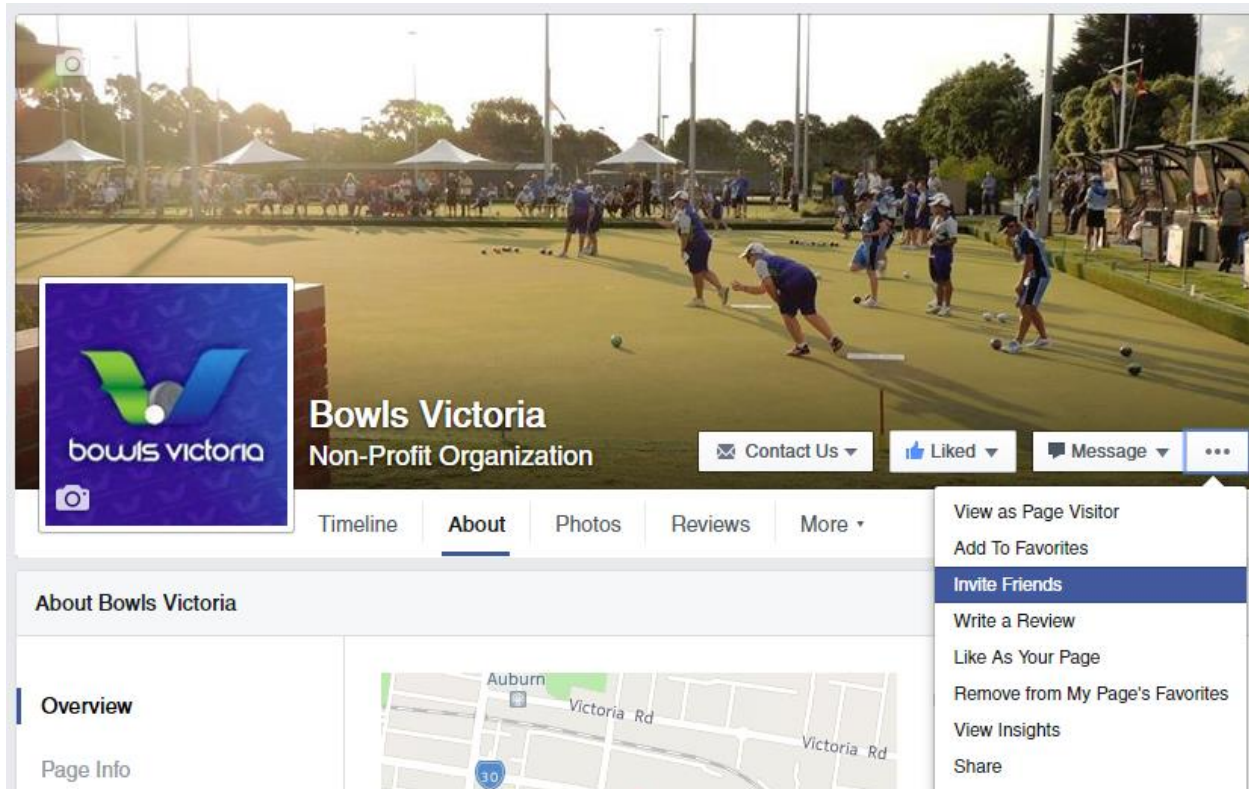 bowls victoria
Bowls Victoria
Non-Profit Organization
Contact Us
Liked
Message
Timeline
About
Photos
Reviews
More
View as Page Visitor
Add To Favorites
Invite Friends
Write a Review
Like As Your Page
Remove from My Page's Favorites
View Insights
Share
About Bowls Victoria
Overview
Page Info
Auburn
Victoria Rd
Victoria Rd
30